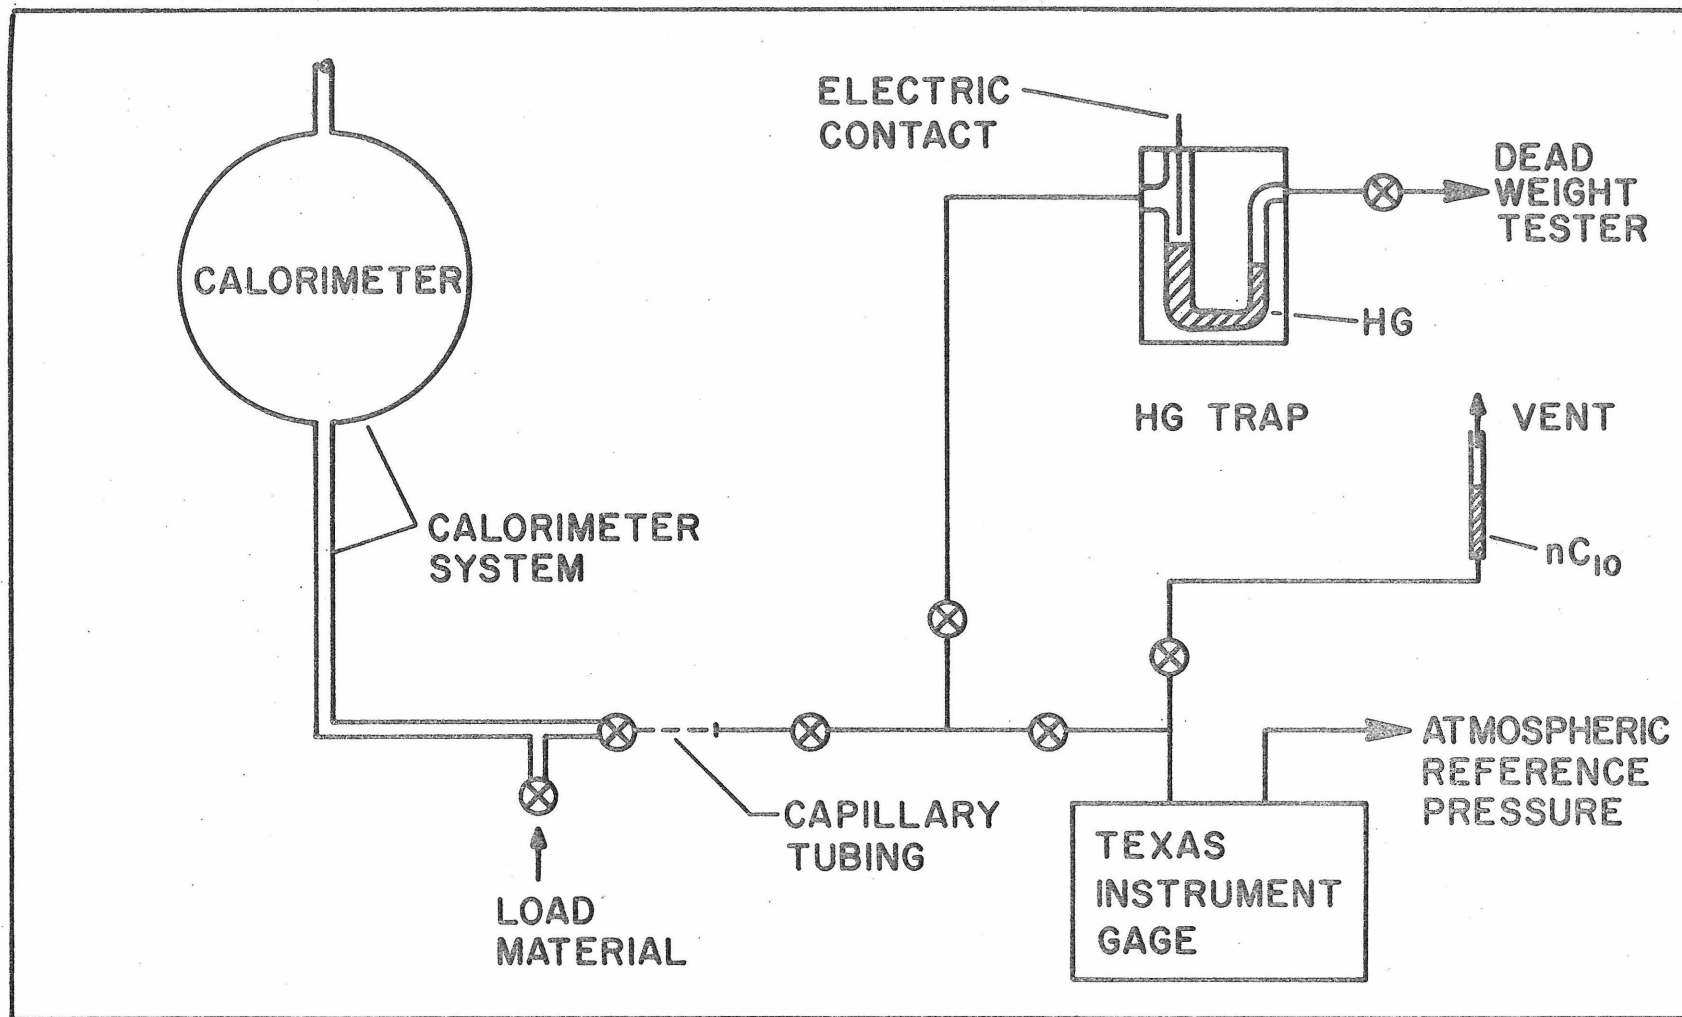 ELECTRIC
CONTACT
DEAD
WEIGHT
TESTER
CALORIMETER
HG
HG TRAP
VENT
CALORIMETER
SYSTEM
nC₁₀
CAPILLARY
TUBING
ATMOSPHERIC
REFERENCE
PRESSURE
TEXAS
INSTRUMENT
GAGE
LOAD
MATERIAL